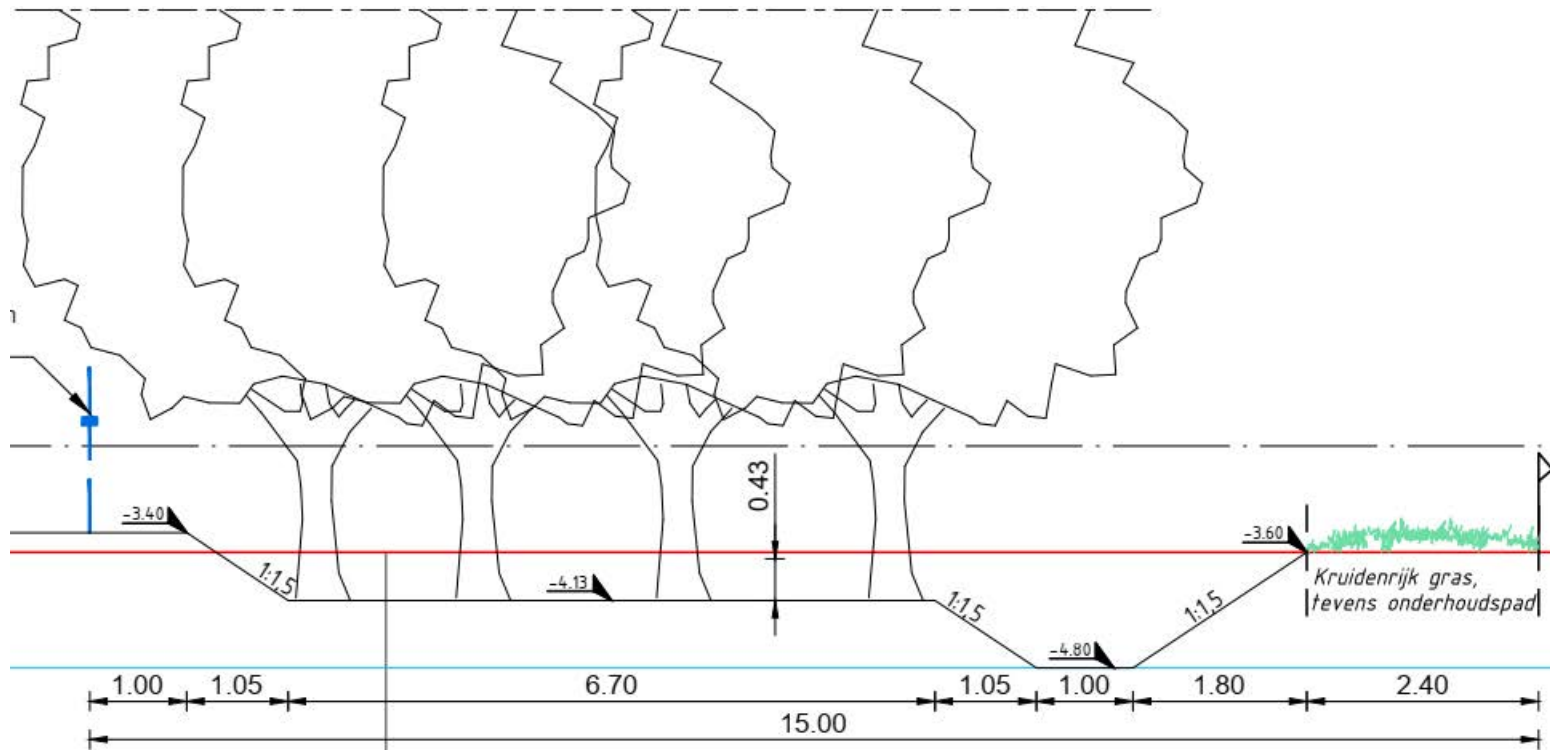 n
0.43
-3.40
-3.60
1:1,5
-4.13
1:1,5
1:1,5
Kruidenrijk gras,
tevens onderhoudspad
-4.80
1.00 1.05 6.70 1.05 1.00 1.80 2.40
15.00